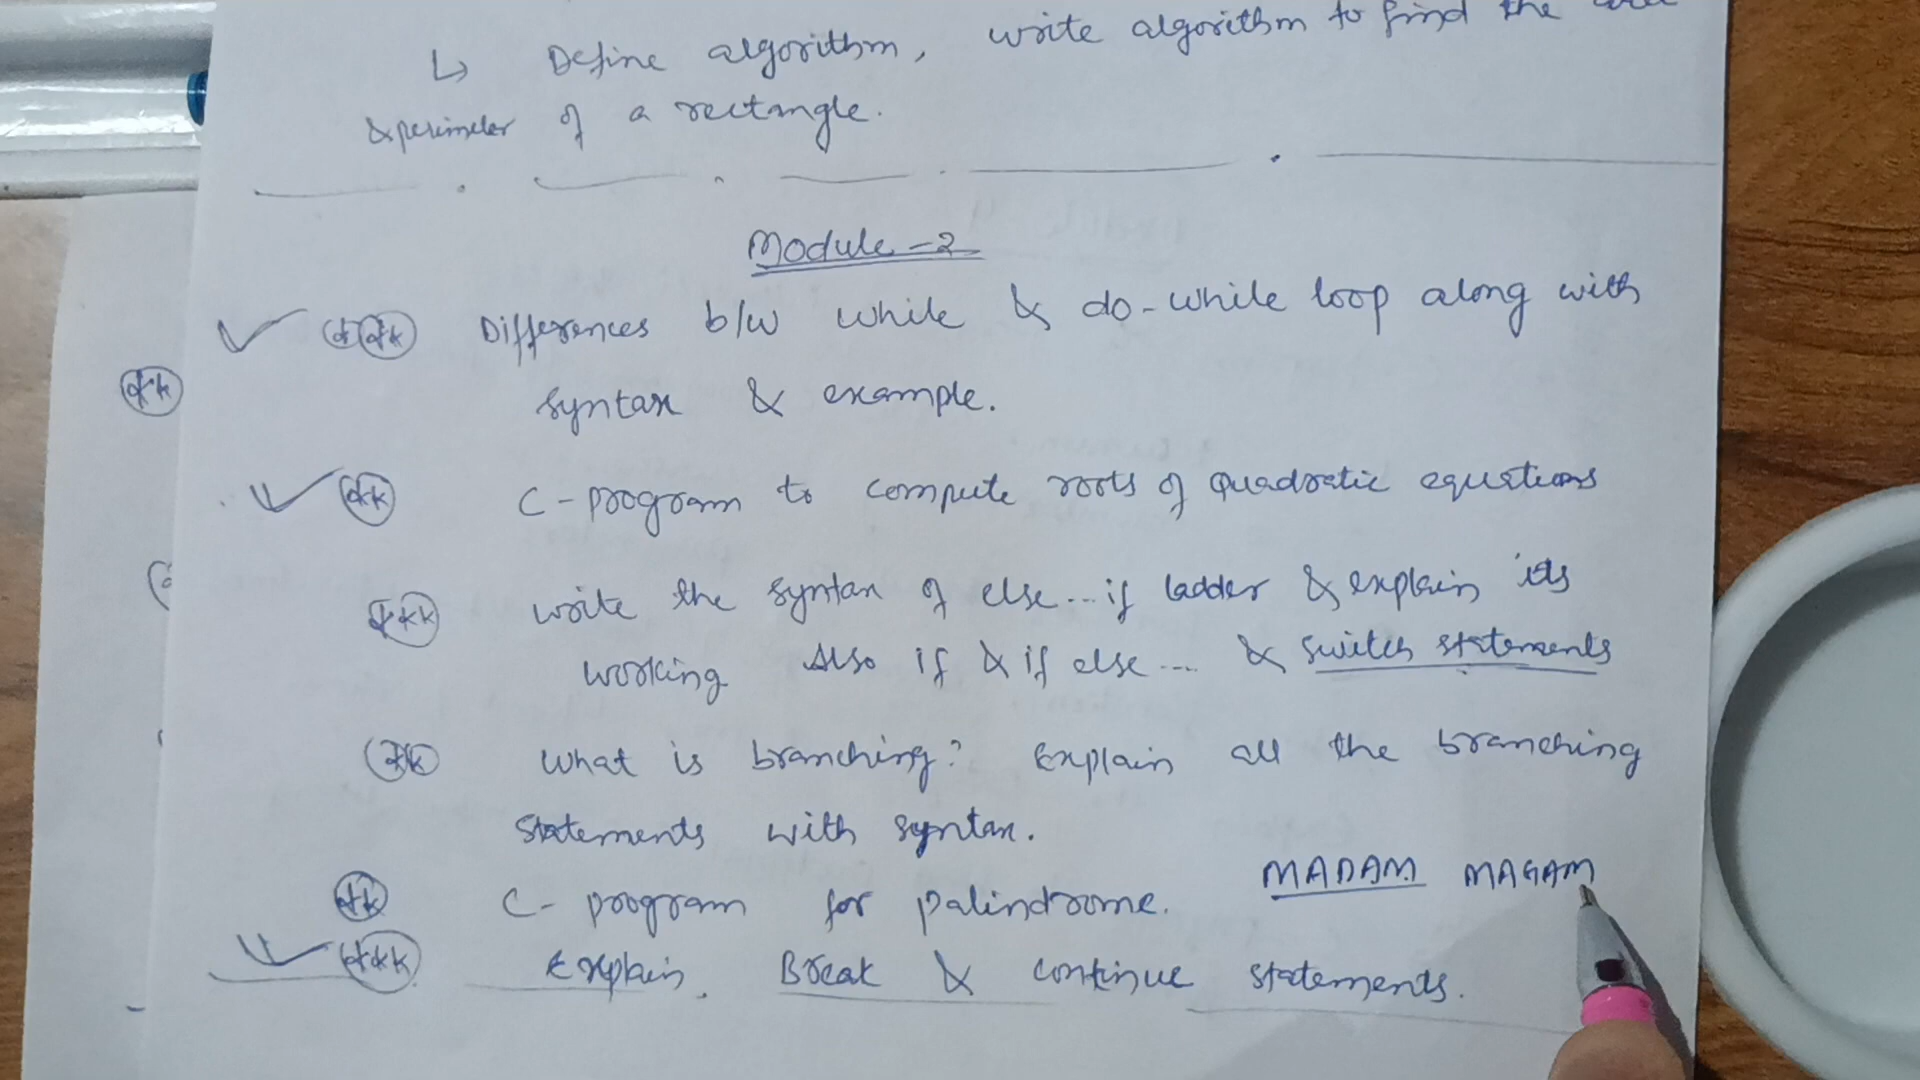 ↳ Define algorithm, write algorithm to find the area
& perimeter of a rectangle.
Module - 2
Differences b/w while & do-while loop along with
syntax & example.
C - program to compute roots of quadratic equations
write the syntax of else...if ladder & explain its
working Also if & if else .... & switch statements
What is branching? Explain all the branching
statements with syntax.
MADAM MAGAM
C - program for palindrome.
Explain Break & continue statements.